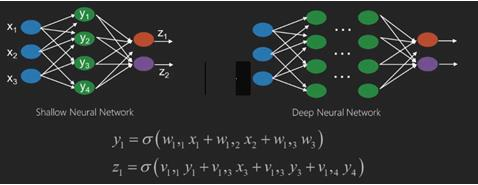 x₁
x₂
x₃
y₁
y₂
y₃
y₄
z₁
z₂
Shallow Neural Network
Deep Neural Network
y₁ = σ(w₁,₁ x₁ + w₁,₂ x₂ + w₁,₃ w₃)
z₁ = σ(v₁,₁ y₁ + v₁,₃ x₃ + v₁,₃ y₃ + v₁,₄ y₄)